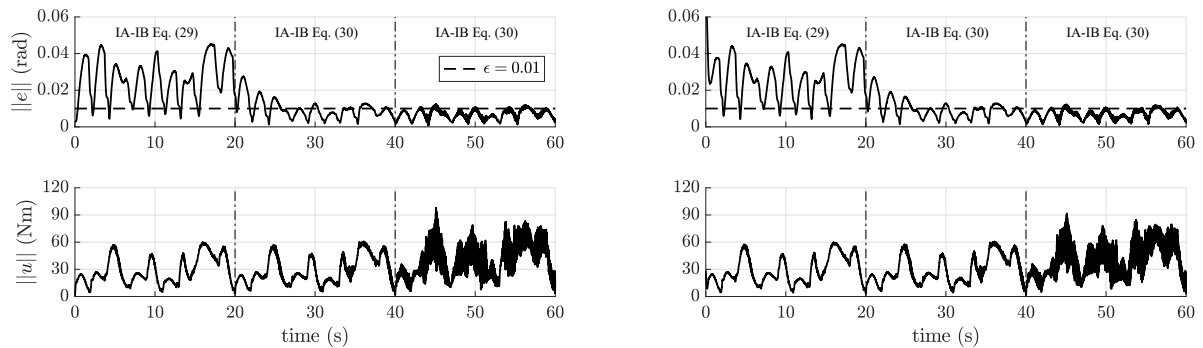 0.06
0.04
0.02
0
||e|| (rad)
IA-IB Eq. (29)
IA-IB Eq. (30)
IA-IB Eq. (30)
ϵ = 0.01
0 10 20 30 40 50 60
120
90
60
30
0
||u|| (Nm)
0 10 20 30 40 50 60
time (s)
0.06
0.04
0.02
0
IA-IB Eq. (29)
IA-IB Eq. (30)
IA-IB Eq. (30)
0 10 20 30 40 50 60
120
90
60
30
0
0 10 20 30 40 50 60
time (s)